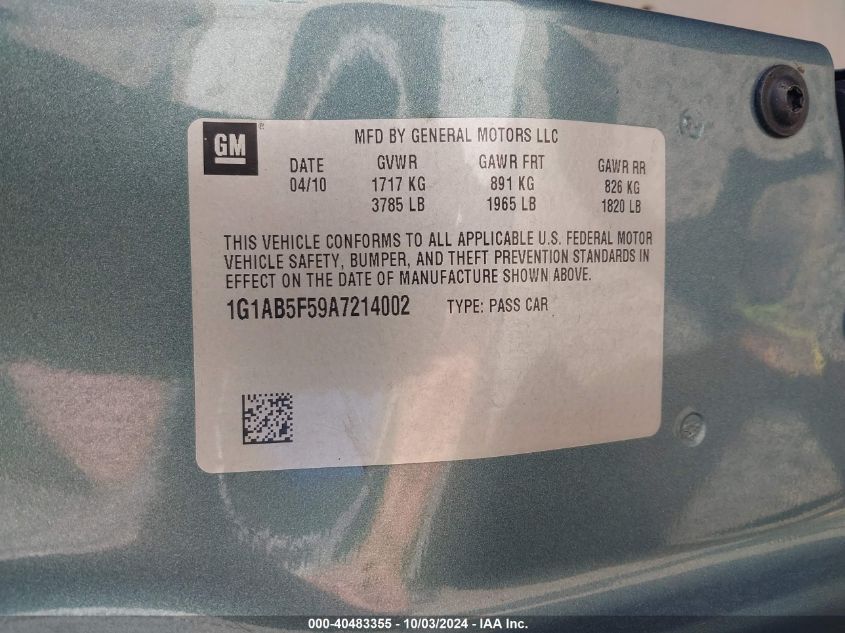 GM ® MFD BY GENERAL MOTORS LLC
DATE GVWR GAWR FRT GAWR RR
04/10 1717 KG 891 KG 826 KG
3785 LB 1965 LB 1820 LB
THIS VEHICLE CONFORMS TO ALL APPLICABLE U.S. FEDERAL MOTOR
VEHICLE SAFETY, BUMPER, AND THEFT PREVENTION STANDARDS IN
EFFECT ON THE DATE OF MANUFACTURE SHOWN ABOVE.
1G1AB5F59A7214002 TYPE: PASS CAR
000-40483355 - 10/03/2024 - IAA Inc.